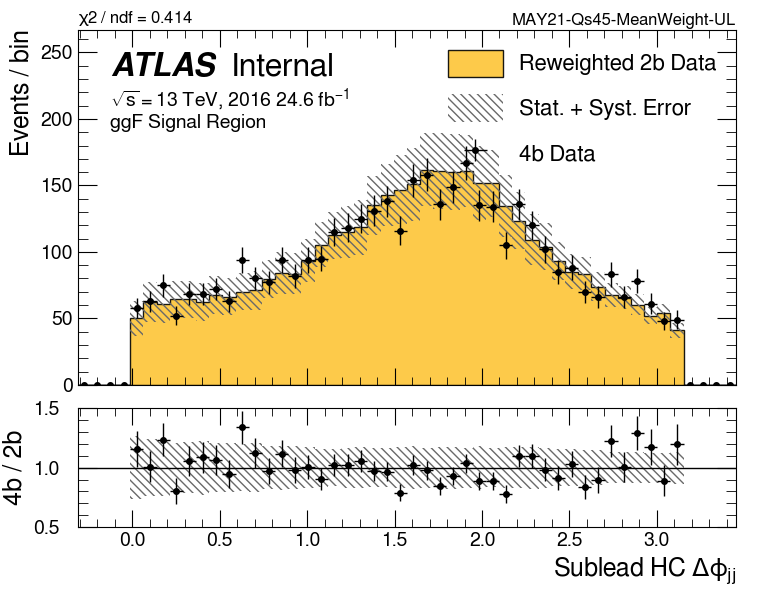 χ2 / ndf = 0.414
MAY21-Qs45-MeanWeight-UL
ATLAS Internal
√s = 13 TeV, 2016 24.6 fb⁻¹
ggF Signal Region
Reweighted 2b Data
Stat. + Syst. Error
4b Data
Events / bin
250
200
150
100
50
0
4b / 2b
1.5
1.0
0.5
0.0 0.5 1.0 1.5 2.0 2.5 3.0
Sublead HC Δϕjj